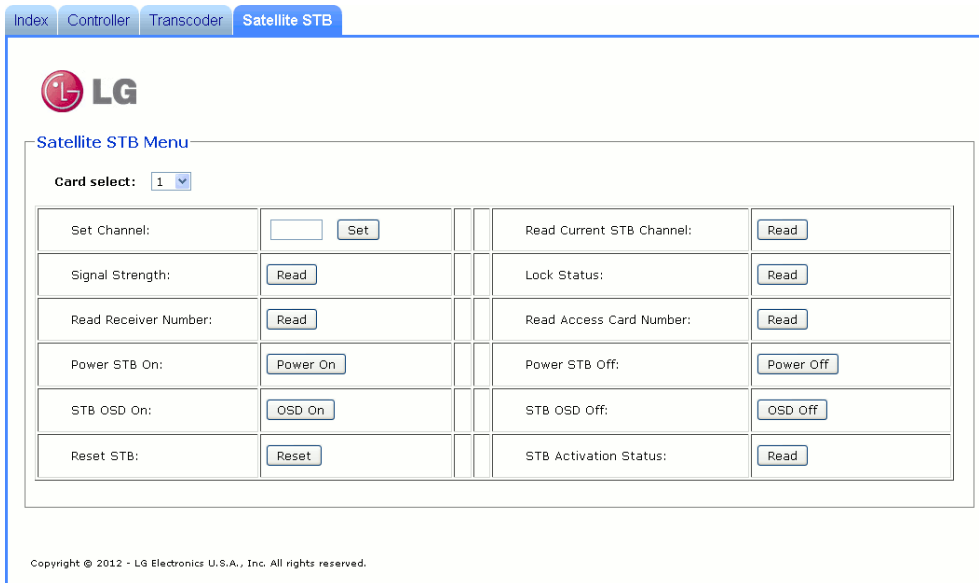 Index Controller Transcoder Satellite STB
LG
Satellite STB Menu
Card select: 1
Set Channel: Set Read Current STB Channel: Read
Signal Strength: Read Lock Status: Read
Read Receiver Number: Read Read Access Card Number: Read
Power STB On: Power On Power STB Off: Power Off
STB OSD On: OSD On STB OSD Off: OSD Off
Reset STB: Reset STB Activation Status: Read
Copyright © 2012 - LG Electronics U.S.A., Inc. All rights reserved.